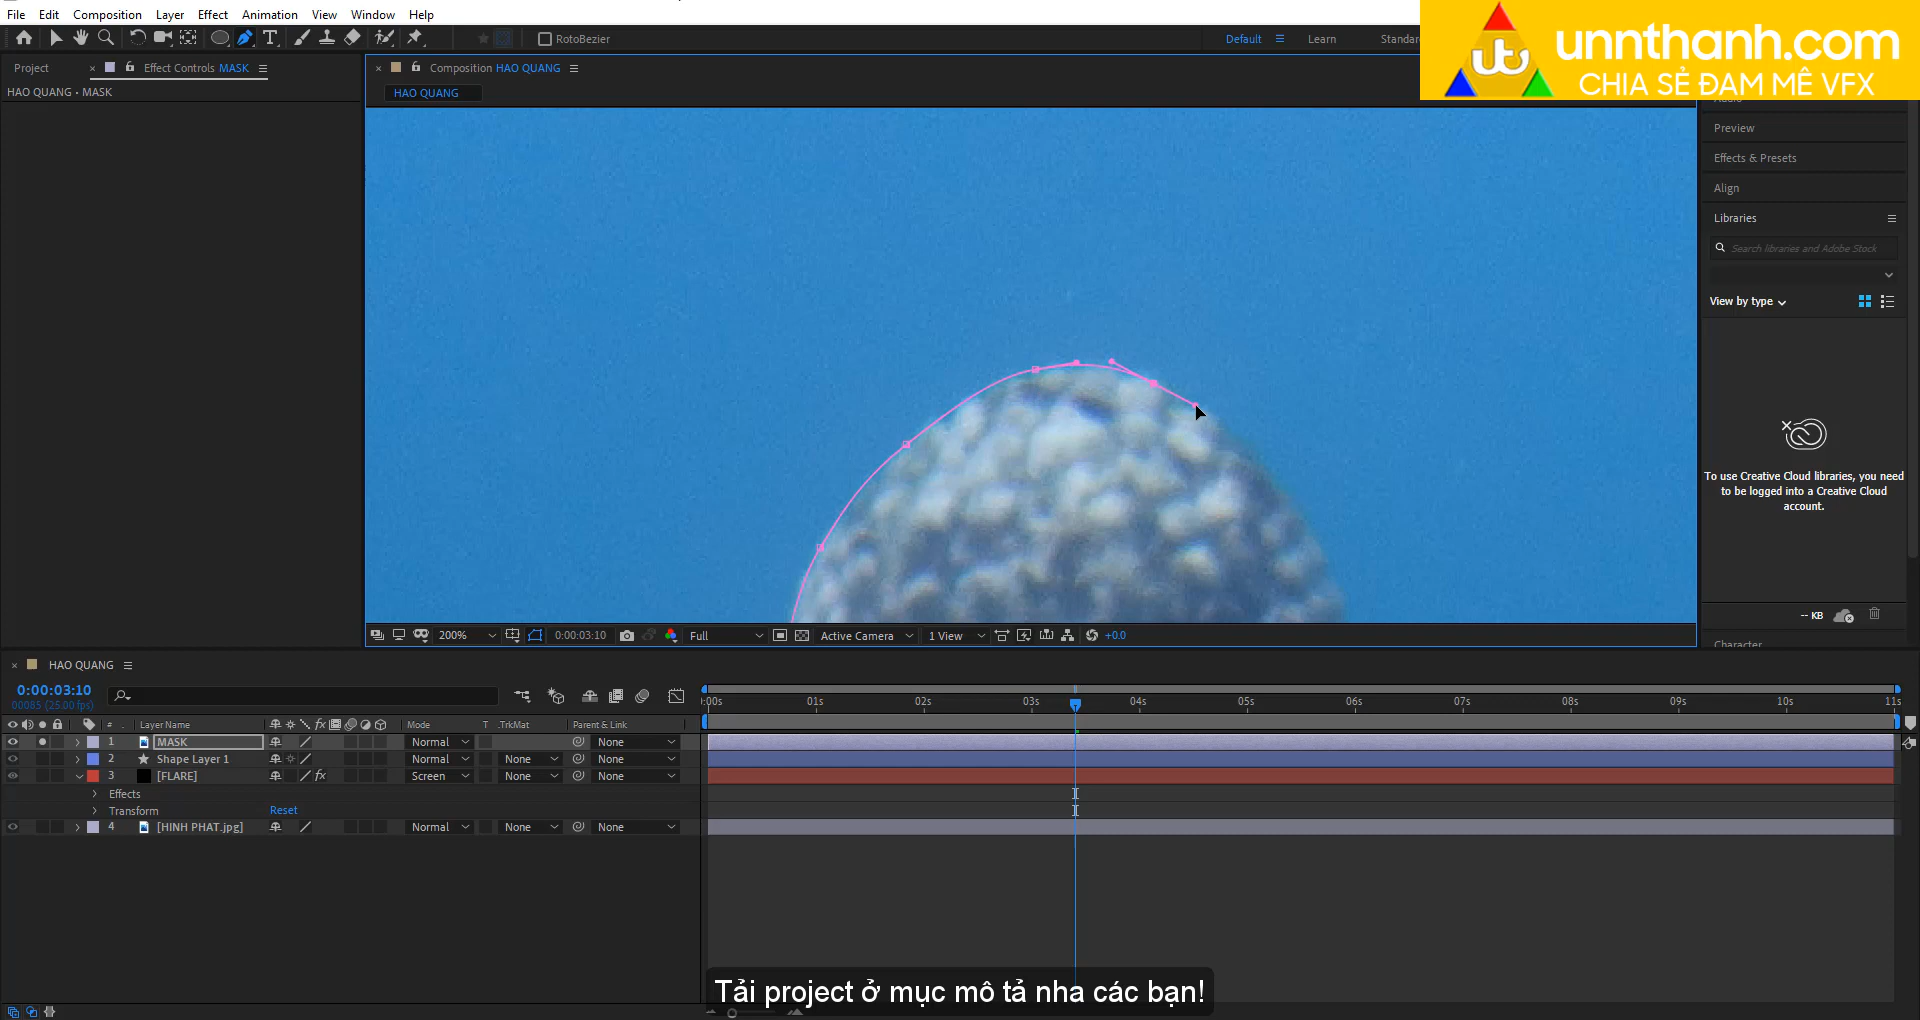 File Edit Composition Layer Effect Animation View Window Help
RotoBezier
Default
Learn
unnthanh.com
CHIA SẺ ĐAM MÊ VFX
Project
Effect Controls MASK
Composition HAO QUANG
HAO QUANG • MASK
HAO QUANG
Preview
Effects & Presets
Align
Libraries
Search libraries and Adobe Stock
View by type
To use Creative Cloud libraries, you need
to be logged into a Creative Cloud
account.
-- KB
200%
0:00:03:10
Full
Active Camera
1 View
+0.0
HAO QUANG
0:00:03:10
00085 (25.00 fps)
:00s 01s 02s 03s 04s 05s 06s 07s 08s 09s 10s 11s
# Layer Name Mode T .TrkMat Parent & Link
1 MASK Normal None
2 Shape Layer 1 Normal None None
3 [FLARE] fx Screen None None
Effects
Transform Reset
4 [HINH PHAT.jpg] Normal None None
Tải project ở mục mô tả nha các bạn!